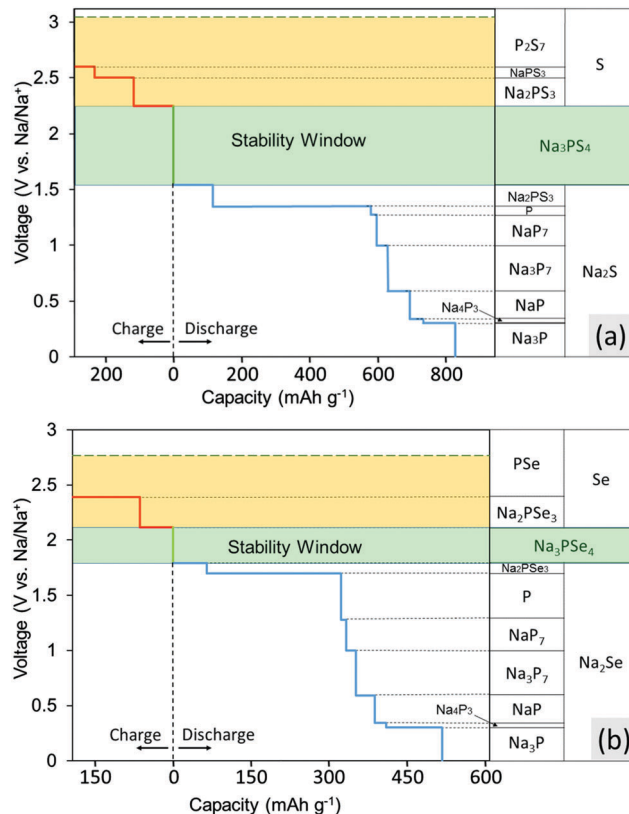 3
2.5
2
1.5
1
0.5
0
Voltage (V vs. Na/Na⁺)
Stability Window
Charge
Discharge
200
0
200
400
600
800
Capacity (mAh g⁻¹)
P₂S₇
NaPS₃
Na₂PS₃
S
Na₃PS₄
Na₂PS₃
P
NaP₇
Na₃P₇
NaP
Na₄P₃
Na₃P
Na₂S
(a)
3
2.5
2
1.5
1
0.5
0
Voltage (V vs. Na/Na⁺)
Stability Window
Charge
Discharge
150
0
150
300
450
600
Capacity (mAh g⁻¹)
PSe
Na₂PSe₃
Se
Na₃PSe₄
Na₂PSe₃
P
NaP₇
Na₃P₇
NaP
Na₄P₃
Na₃P
Na₂Se
(b)